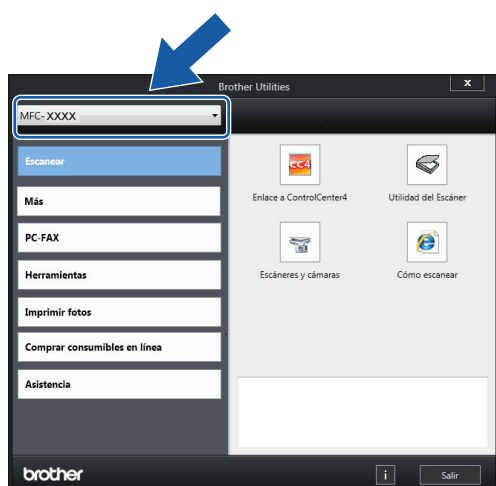 Brother Utilities
x
MFC-XXXX
Escanear
Más
PC-FAX
Herramientas
Imprimir fotos
Comprar consumibles en línea
Asistencia
CC4
Enlace a ControlCenter4
Utilidad del Escáner
Escáneres y cámaras
Cómo escanear
brother
i
Salir